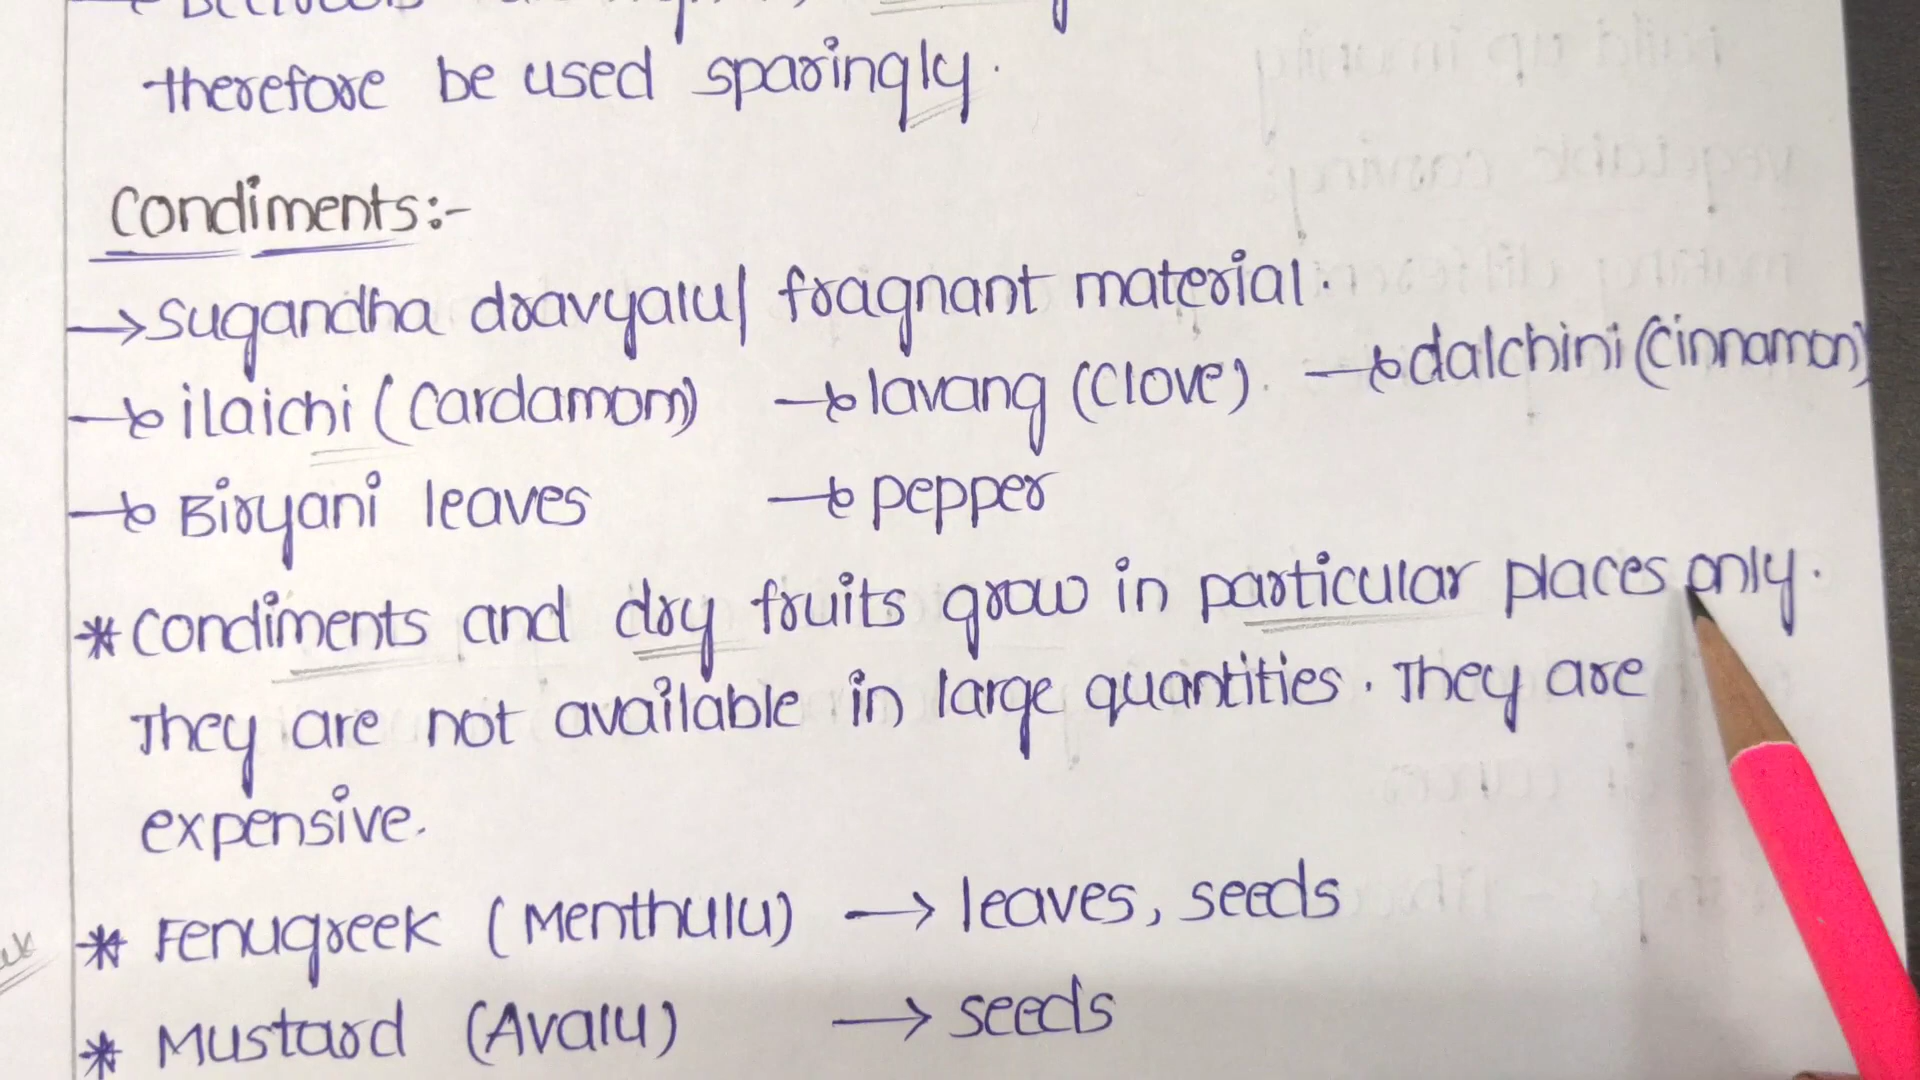 therefore be used sparingly.
Condiments:-
→ sugandha dravyalu/ fragnant material.
→ ilaichi (Cardamom) → lavang (Clove). → dalchini (Cinnamon)
→ Biryani leaves → pepper
* Condiments and dry fruits grow in particular places only.
They are not available in large quantities. They are
expensive.
* Fenugreek (Menthulu) → leaves, seeds
* Mustard (Avalu) → seeds